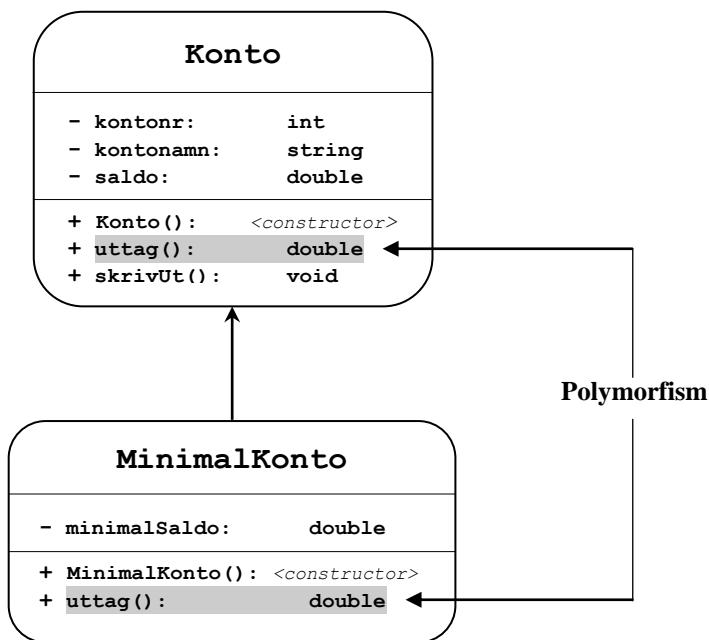 Konto
- kontonr: int
- kontonamn: string
- saldo: double
+ Konto(): <constructor>
+ uttag(): double
+ skrivUt(): void
Polymorfism
MinimalKonto
- minimalSaldo: double
+ MinimalKonto(): <constructor>
+ uttag(): double